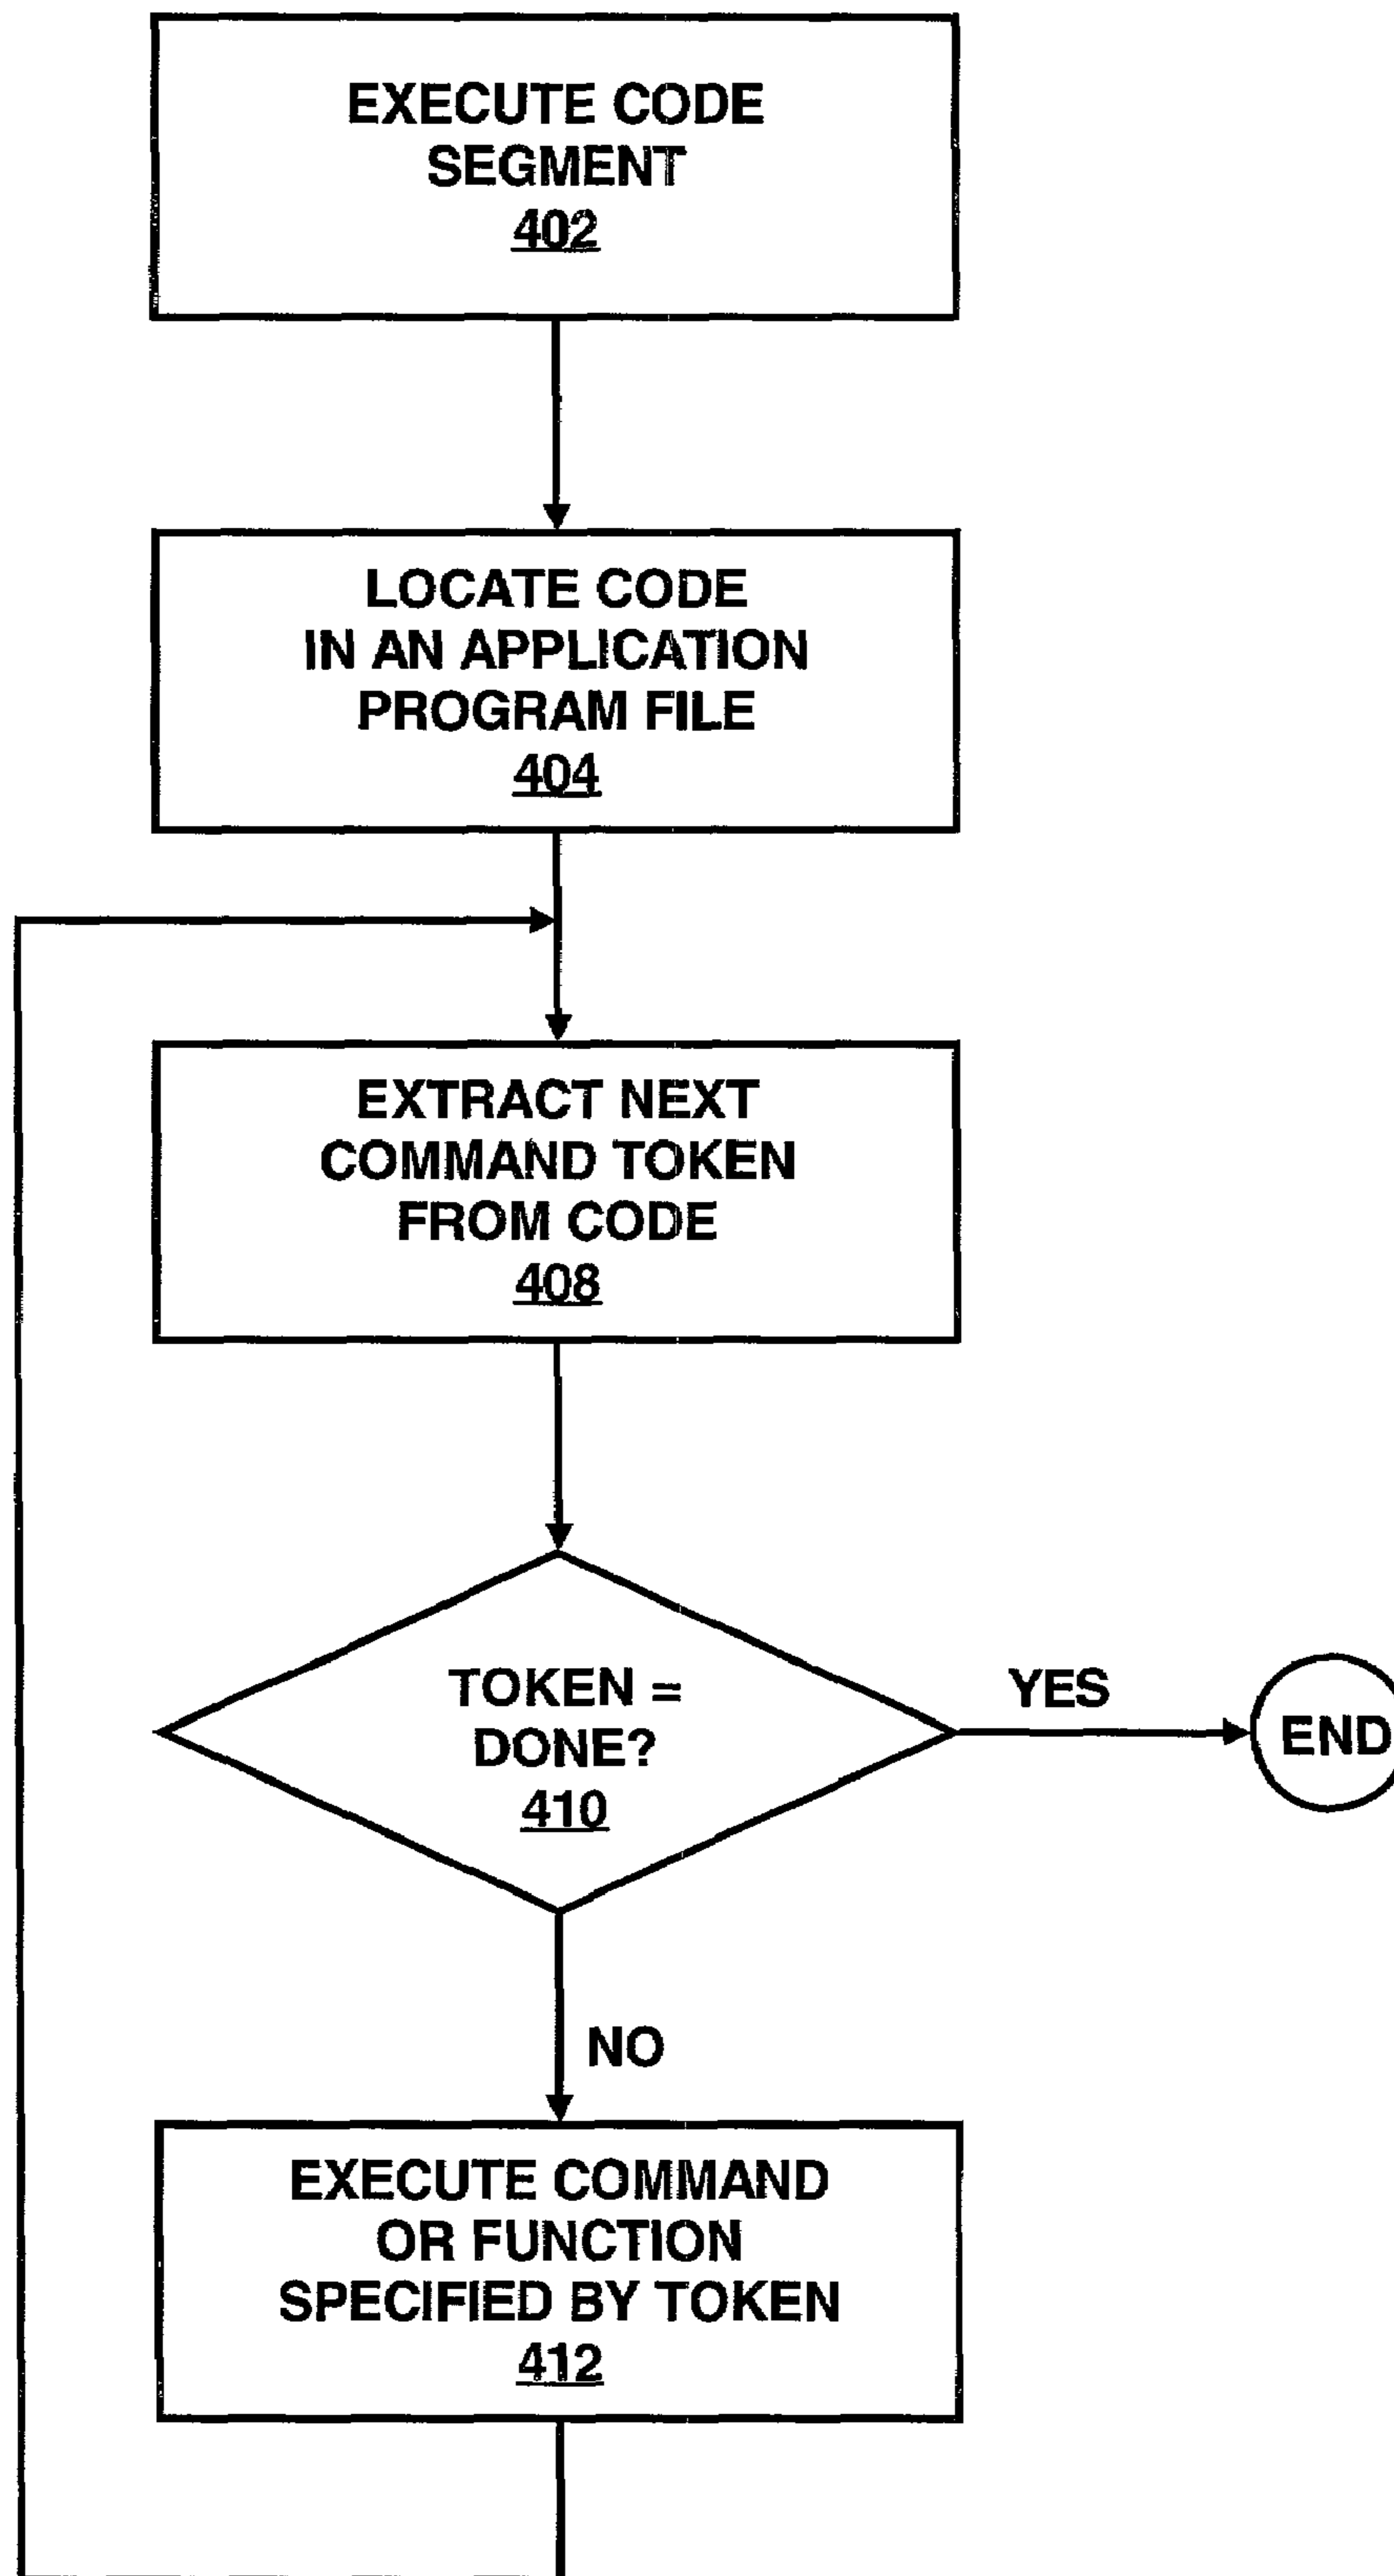 EXECUTE CODE
SEGMENT
402
LOCATE CODE
IN AN APPLICATION
PROGRAM FILE
404
EXTRACT NEXT
COMMAND TOKEN
FROM CODE
408
TOKEN =
DONE?
410
YES
END
NO
EXECUTE COMMAND
OR FUNCTION
SPECIFIED BY TOKEN
412